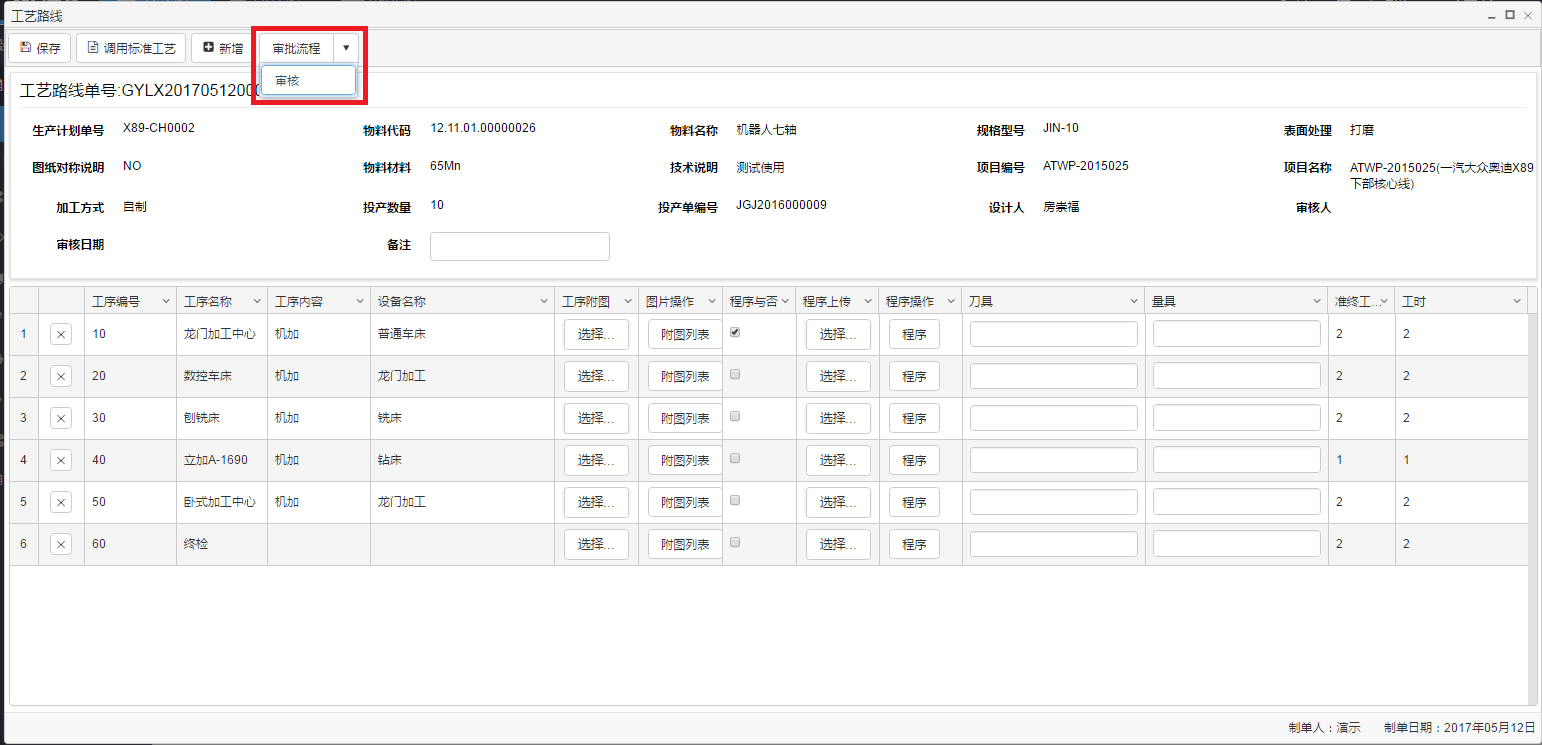 工艺路线
保存 调用标准工艺 新增 审批流程
审核
工艺路线单号:GYLX2017051200
生产计划单号 X89-CH0002 物料代码 12.11.01.00000026 物料名称 机器人七轴 规格型号 JIN-10 表面处理 打磨
图纸对称说明 NO 物料材料 65Mn 技术说明 测试使用 项目编号 ATWP-2015025 项目名称 ATWP-2015025(一汽大众奥迪X89
下部核心线)
加工方式 自制 投产数量 10 投产单编号 JGJ2016000009 设计人 房崇福 审核人
审核日期 备注
工序编号 工序名称 工序内容 设备名称 工序附图 图片操作 程序与否 程序上传 程序操作 刀具 量具 准终工... 工时
1 10 龙门加工中心 机加 普通车床 选择... 附图列表 选择... 程序 2 2
2 20 数控车床 机加 龙门加工 选择... 附图列表 选择... 程序 2 2
3 30 刨铣床 机加 铣床 选择... 附图列表 选择... 程序 2 2
4 40 立加A-1690 机加 钻床 选择... 附图列表 选择... 程序 1 1
5 50 卧式加工中心 机加 龙门加工 选择... 附图列表 选择... 程序 2 2
6 60 终检 选择... 附图列表 选择... 程序 2 2
制单人：演示 制单日期：2017年05月12日